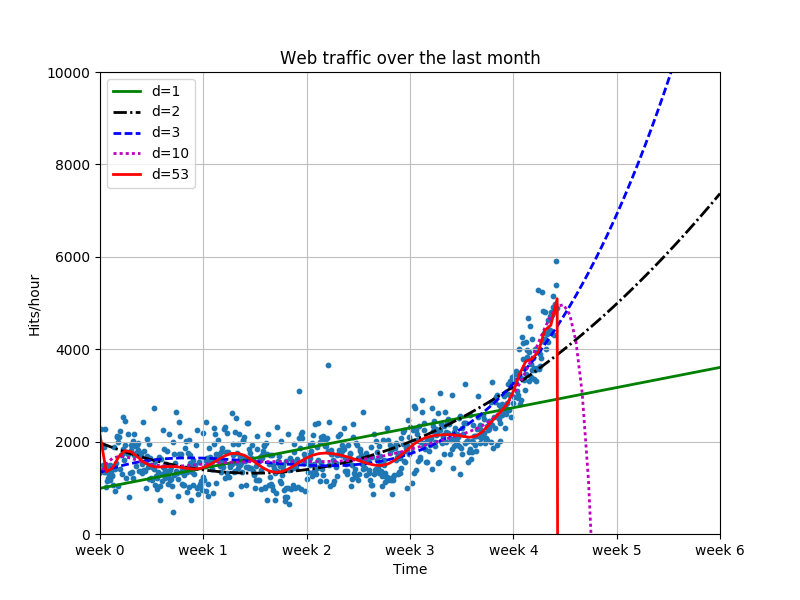 Web traffic over the last month
10000
8000
6000
4000
2000
0
Hits/hour
d=1
d=2
d=3
d=10
d=53
week 0
week 1
week 2
week 3
week 4
week 5
week 6
Time